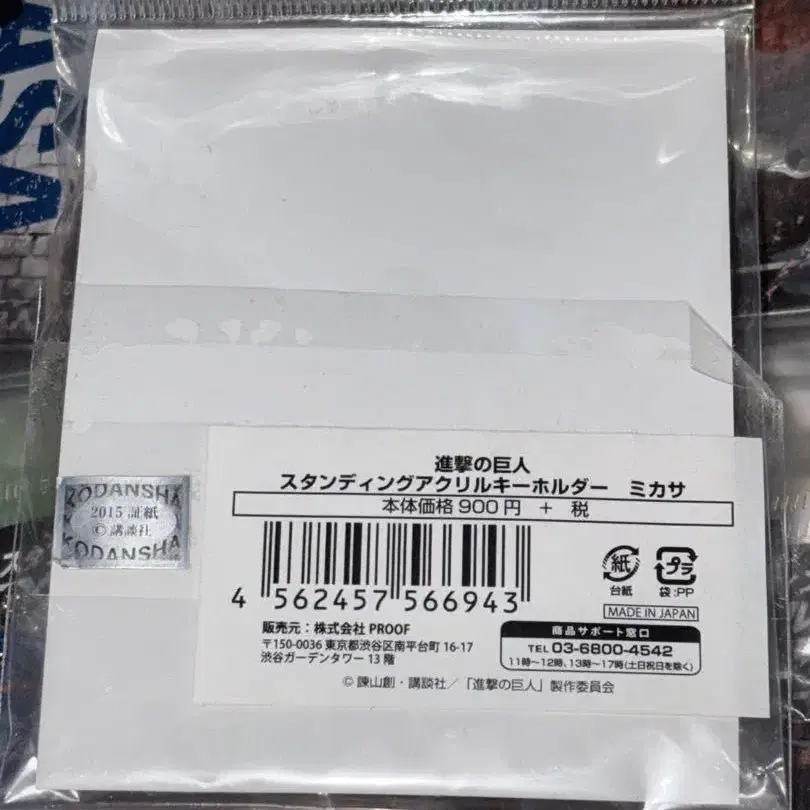 進撃の巨人
スタンディングアクリルキーホルダー ミカサ
本体価格900円 + 税
4 562457 566943
紙
台紙
プラ
袋:PP
MADE IN JAPAN
販売元:株式会社 PROOF
〒150-0036 東京都渋谷区南平台町 16-17
渋谷ガーデンタワー 13 階
商品サポート窓口
TEL 03-6800-4542
11時〜12時、13時〜17時(土日祝日を除く)
©諫山創・講談社/「進撃の巨人」製作委員会
KODANSHA
2015 証紙
©講談社
KODANSHA